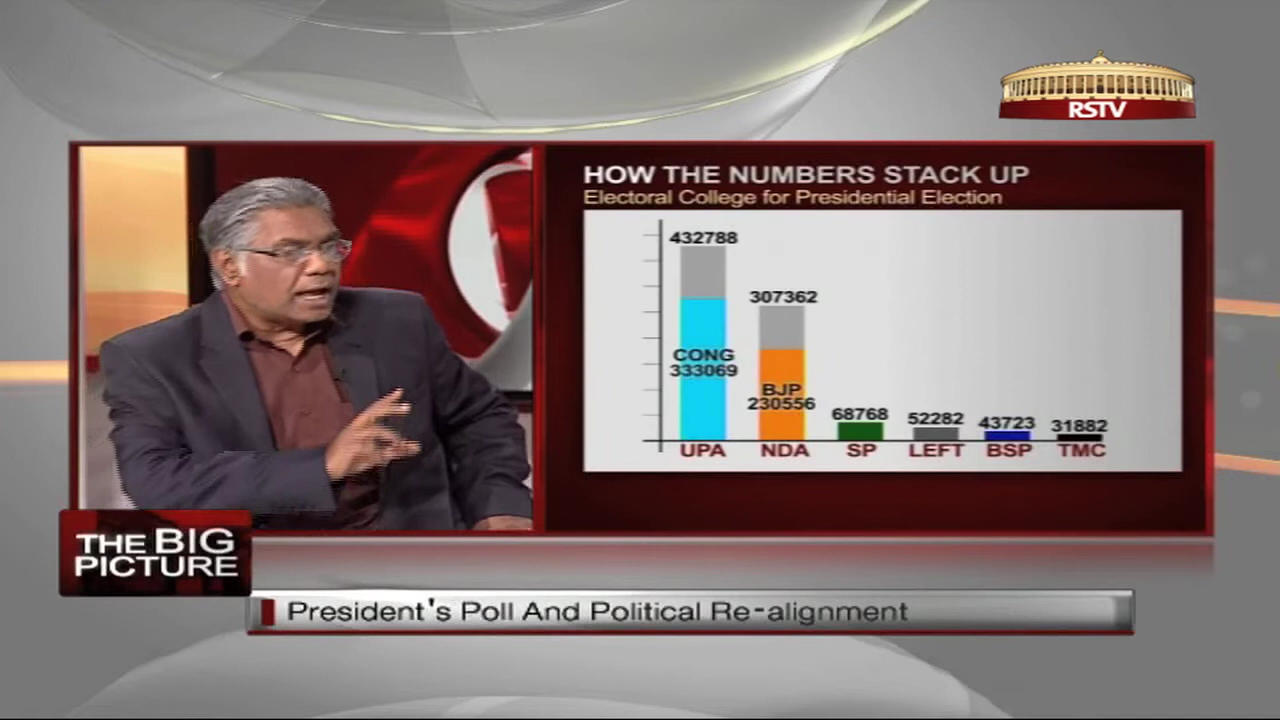 RSTV
HOW THE NUMBERS STACK UP
Electoral College for Presidential Election
432788
307362
CONG
333069
BJP
230556
68768
52282
43723
31882
UPA
NDA
SP
LEFT
BSP
TMC
THE BIG
PICTURE
President's Poll And Political Re-alignment